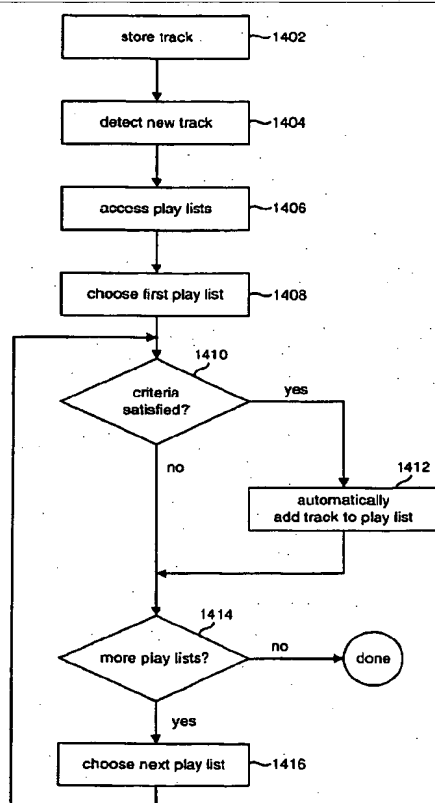 store track
1402
detect new track
1404
access play lists
1406
choose first play list
1408
1410
criteria
satisfied?
yes
no
1412
automatically
add track to play list
1414
more play lists?
no
done
yes
choose next play list
1416